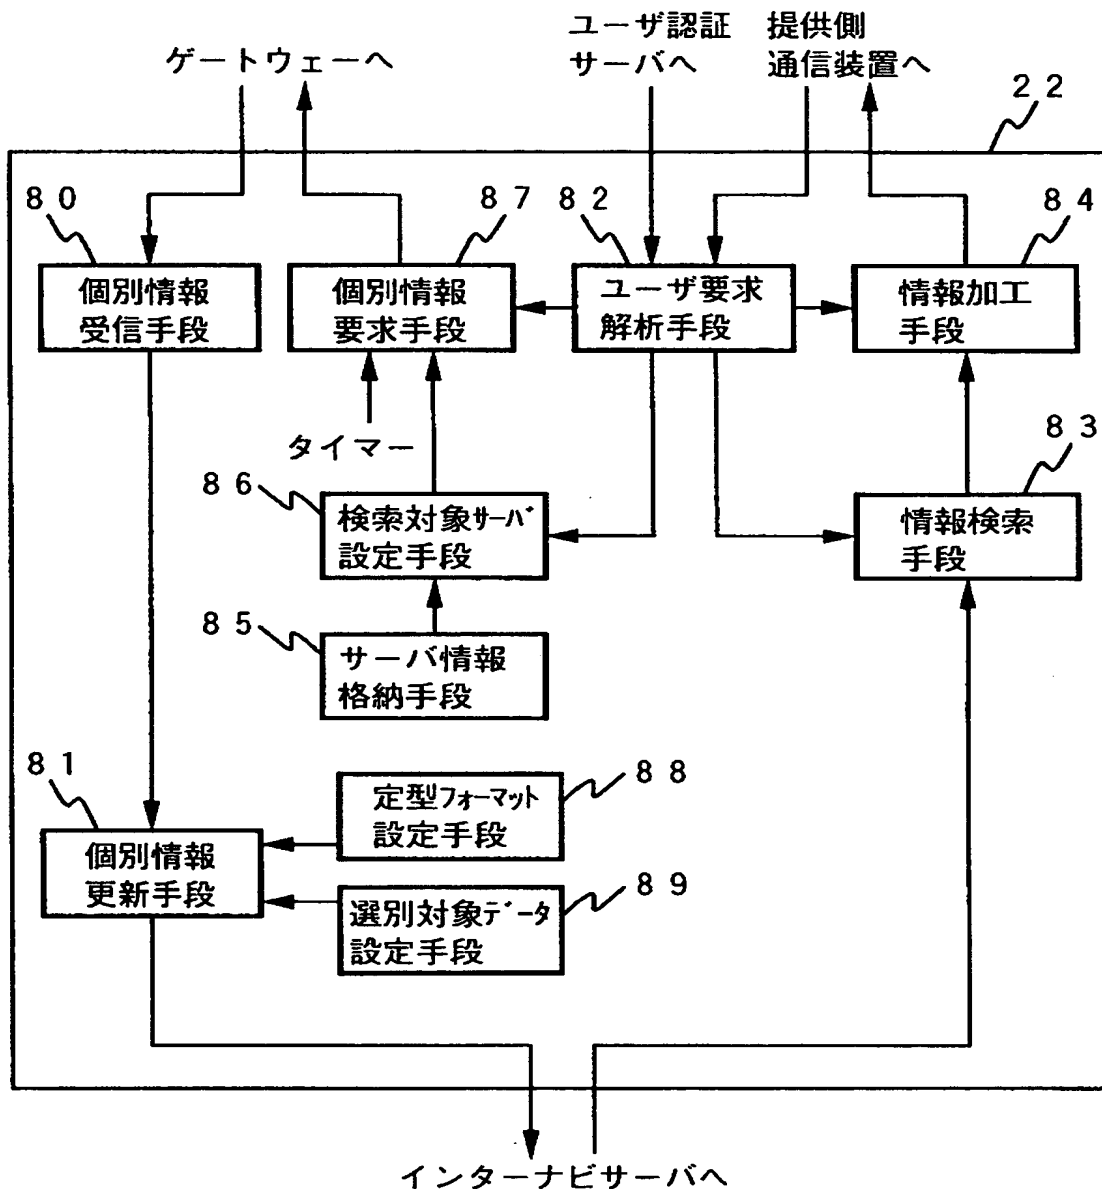 ユーザ認証
サーバへ
提供側
通信装置へ
ゲートウェーへ
22
80
87
82
84
個別情報
受信手段
個別情報
要求手段
ユーザ要求
解析手段
情報加工
手段
タイマー
86
83
検索対象サーバ
設定手段
情報検索
手段
85
サーバ情報
格納手段
81
88
個別情報
更新手段
定型フォーマット
設定手段
89
選別対象データ
設定手段
インターナビサーバへ